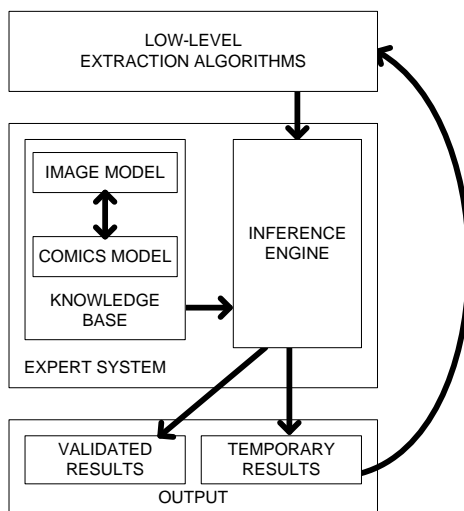 LOW-LEVEL
EXTRACTION ALGORITHMS
IMAGE MODEL
COMICS MODEL
KNOWLEDGE
BASE
INFERENCE
ENGINE
EXPERT SYSTEM
VALIDATED
RESULTS
TEMPORARY
RESULTS
OUTPUT